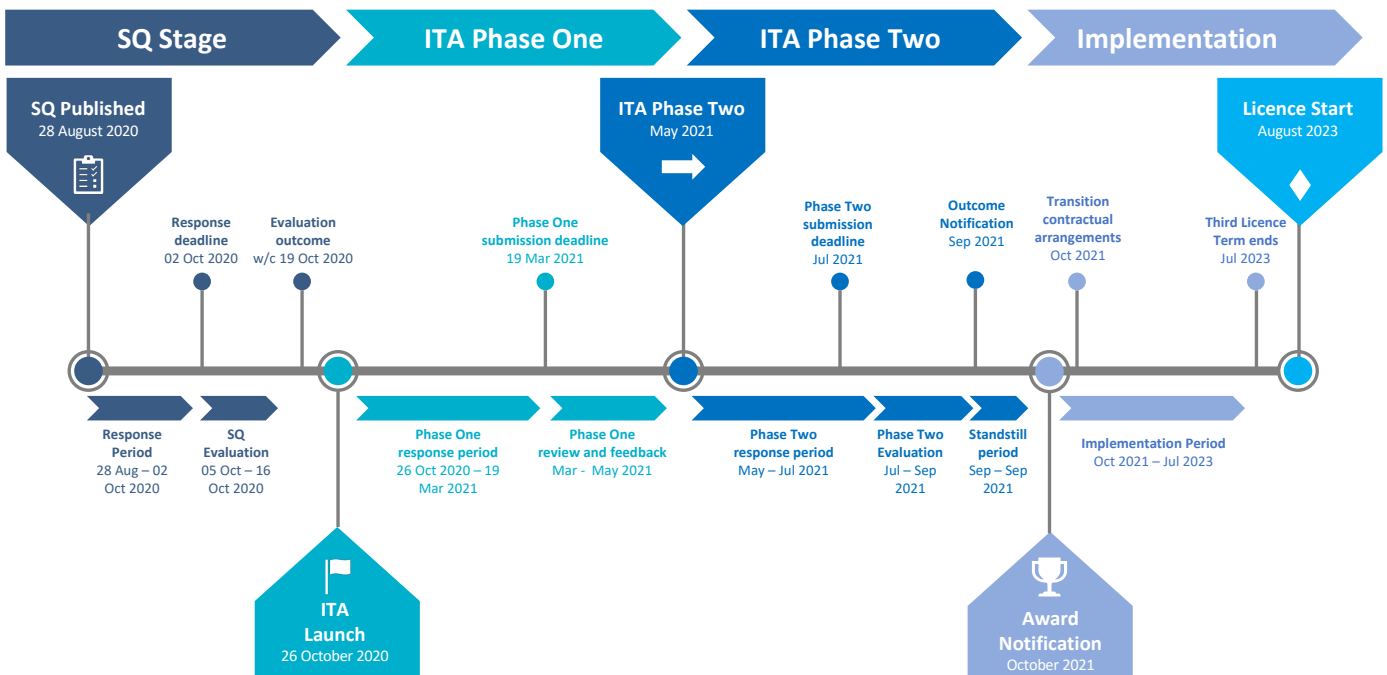 SQ Stage
ITA Phase One
ITA Phase Two
Implementation
SQ Published
28 August 2020
ITA Phase Two
May 2021
Licence Start
August 2023
Response
deadline
02 Oct 2020
Evaluation
outcome
w/c 19 Oct 2020
Phase One
submission deadline
19 Mar 2021
Phase Two
submission
deadline
Jul 2021
Outcome
Notification
Sep 2021
Transition
contractual
arrangements
Oct 2021
Third Licence
Term ends
Jul 2023
Response
Period
28 Aug – 02
Oct 2020
SQ
Evaluation
05 Oct – 16
Oct 2020
Phase One
response period
26 Oct 2020 – 19
Mar 2021
Phase One
review and feedback
Mar - May 2021
Phase Two
response period
May – Jul 2021
Phase Two
Evaluation
Jul – Sep
2021
Standstill
period
Sep – Sep
2021
Implementation Period
Oct 2021 – Jul 2023
ITA
Launch
26 October 2020
Award
Notification
October 2021